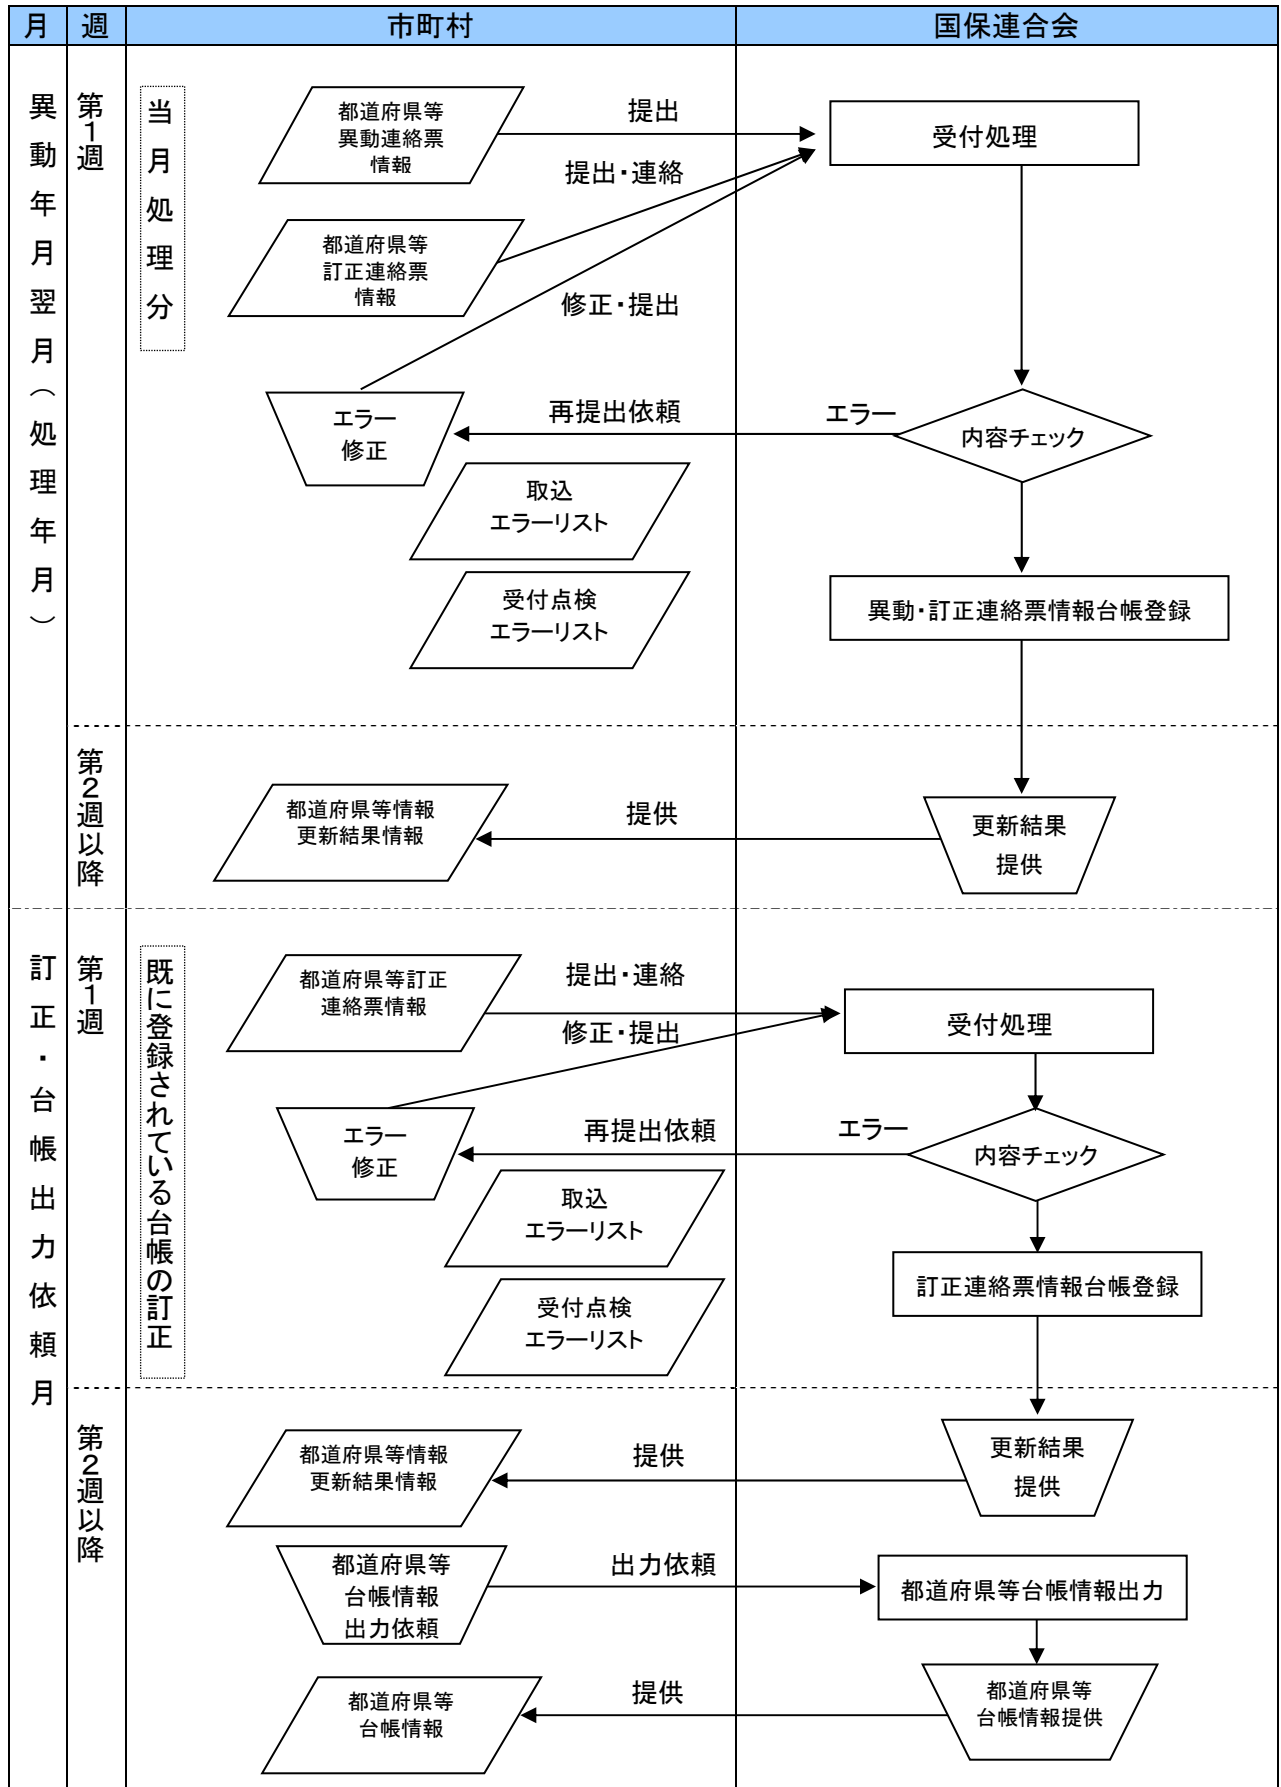 月
週
市町村
国保連合会
異動年月翌月（処理年月）
第1週
当月処理分
都道府県等
異動連絡票
情報
提出
受付処理
提出・連絡
都道府県等
訂正連絡票
情報
修正・提出
エラー
修正
再提出依頼
エラー
内容チェック
取込
エラーリスト
受付点検
エラーリスト
異動・訂正連絡票情報台帳登録
第2週以降
都道府県等情報
更新結果情報
提供
更新結果
提供
訂正・台帳出力依頼月
第1週
既に登録されている台帳の訂正
都道府県等訂正
連絡票情報
提出・連絡
受付処理
修正・提出
エラー
修正
再提出依頼
エラー
内容チェック
取込
エラーリスト
受付点検
エラーリスト
訂正連絡票情報台帳登録
第2週以降
都道府県等情報
更新結果情報
提供
更新結果
提供
都道府県等
台帳情報
出力依頼
出力依頼
都道府県等台帳情報出力
都道府県等
台帳情報
提供
都道府県等
台帳情報提供